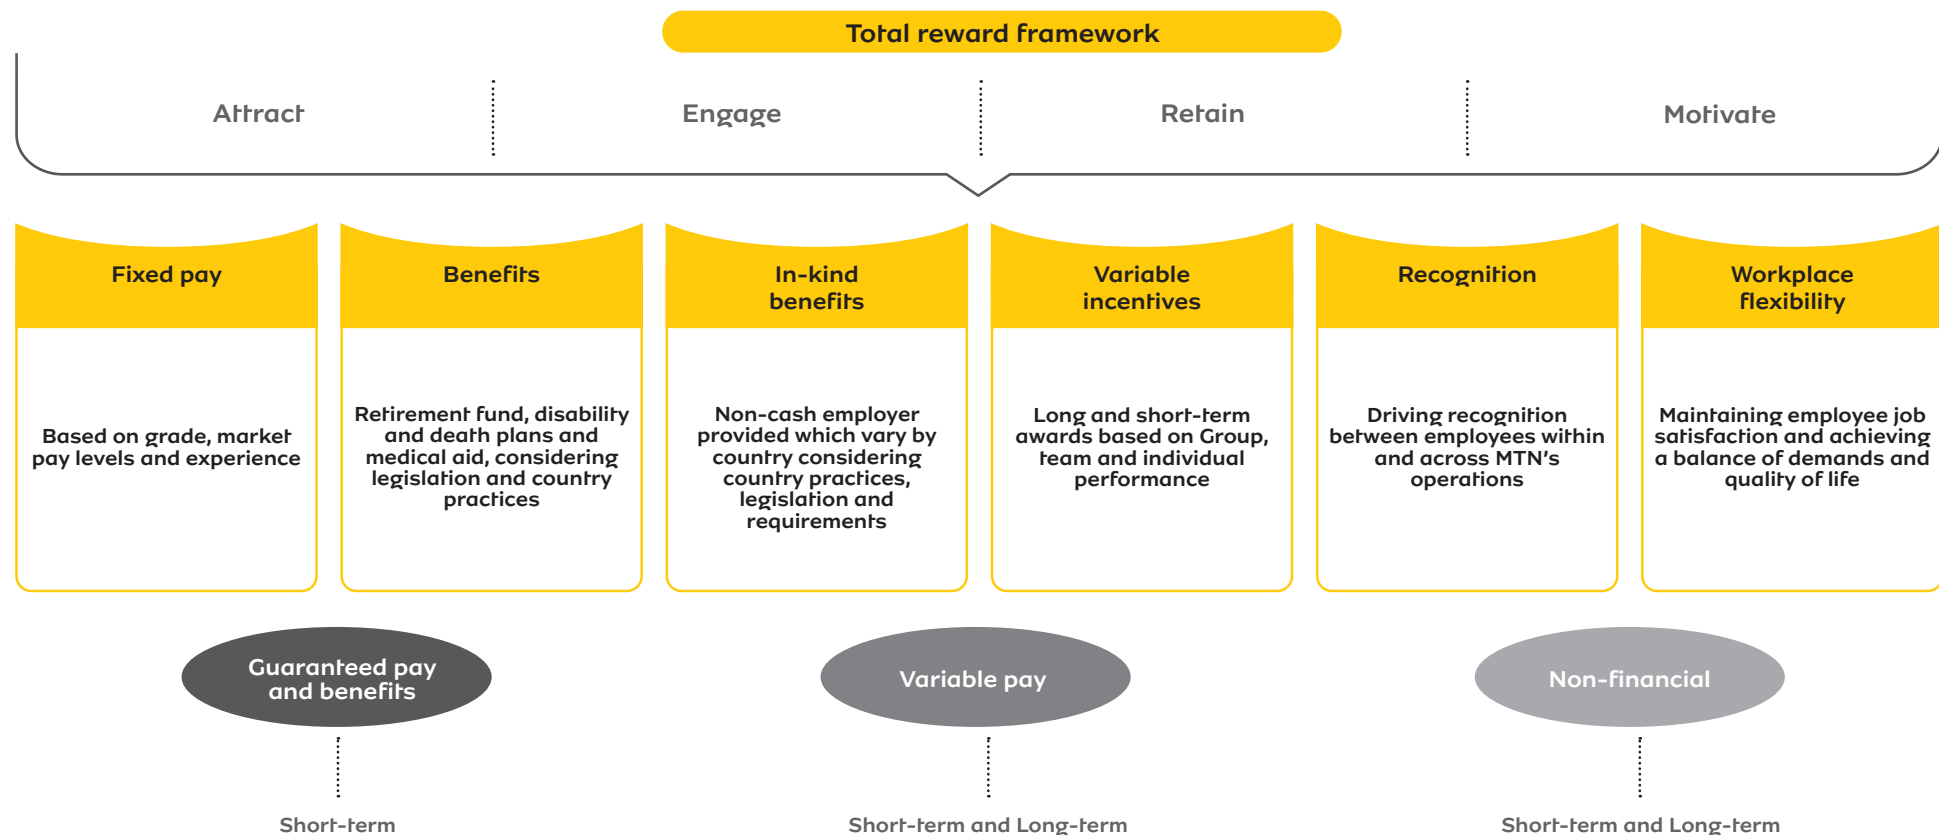 Total reward framework
Attract
Engage
Retain
Motivate
Fixed pay
Based on grade, market
pay levels and experience
Benefits
Retirement fund, disability
and death plans and
medical aid, considering
legislation and country
practices
In-kind
benefits
Non-cash employer
provided which vary by
country considering
country practices,
legislation and
requirements
Variable
incentives
Long and short-term
awards based on Group,
team and individual
performance
Recognition
Driving recognition
between employees within
and across MTN's
operations
Workplace
flexibility
Maintaining employee job
satisfaction and achieving
a balance of demands and
quality of life
Guaranteed pay
and benefits
Variable pay
Non-financial
Short-term
Short-term and Long-term
Short-term and Long-term